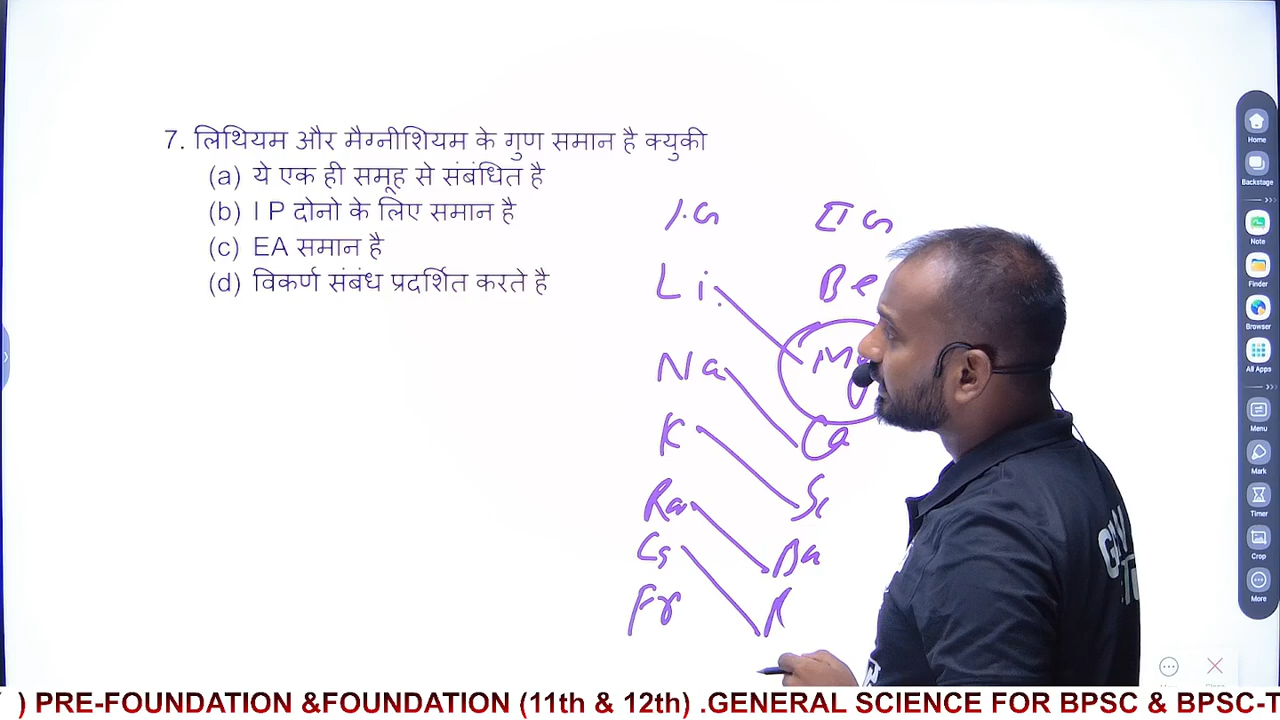 7. लिथियम और मैग्नीशियम के गुण समान है क्युकी
(a) ये एक ही समूह से संबंधित है
(b) I P दोनो के लिए समान है
(c) EA समान है
(d) विकर्ण संबंध प्रदर्शित करते है
I.G II G
Li Be
Na
K Ca
Cs Ba
Fr
Home
Backstage
Note
Finder
Browser
All Apps
Menu
Mark
Timer
Crop
More
) PRE-FOUNDATION &FOUNDATION (11th & 12th) .GENERAL SCIENCE FOR BPSC & BPSC-T